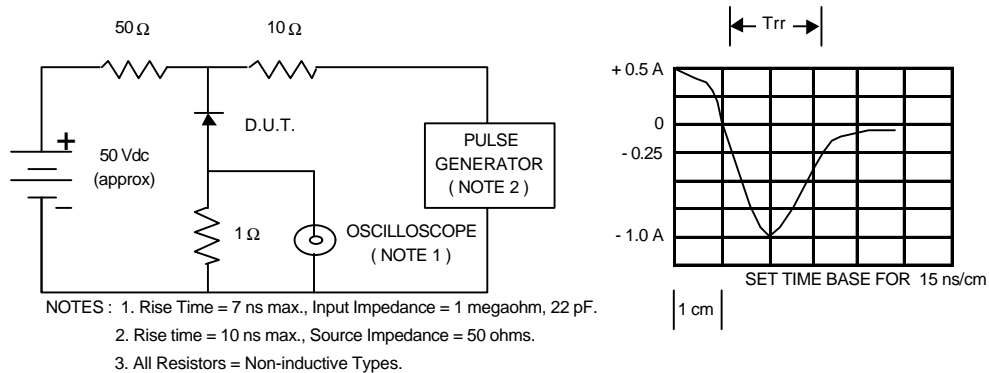 50 Ω
10 Ω
+
50 Vdc
(approx)
−
D.U.T.
1 Ω
OSCILLOSCOPE
( NOTE 1 )
PULSE
GENERATOR
( NOTE 2 )
Trr
+ 0.5 A
0
- 0.25
- 1.0 A
SET TIME BASE FOR 15 ns/cm
1 cm
NOTES : 1. Rise Time = 7 ns max., Input Impedance = 1 megaohm, 22 pF.
2. Rise time = 10 ns max., Source Impedance = 50 ohms.
3. All Resistors = Non-inductive Types.